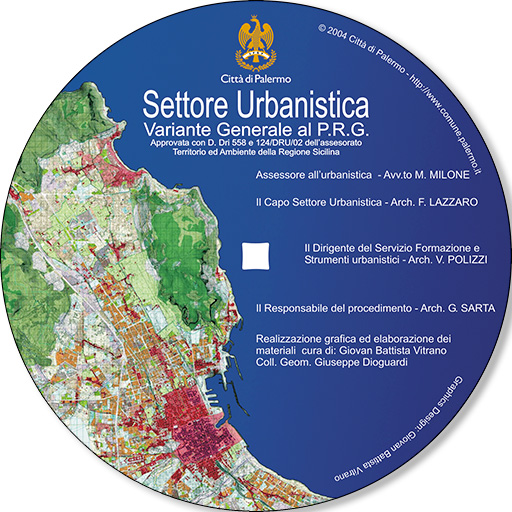 © 2004 Città di Palermo - http://www.comune.palermo.it
Città di Palermo
Settore Urbanistica
Variante Generale al P.R.G.
Approvata con D. Dri 558 e 124/DRU/02 dell'assesorato
Territorio ed Ambiente della Regione Sicilina
Assessore all'urbanistica - Avv.to M. MILONE
Il Capo Settore Urbanistica - Arch. F. LAZZARO
Il Dirigente del Servizio Formazione e
Strumenti urbanistici - Arch. V. POLIZZI
Il Responsabile del procedimento - Arch. G. SARTA
Realizzazione grafica ed elaborazione dei
materiali cura di: Giovan Battista Vitrano
Coll. Geom. Giuseppe Dioguardi
Graphics Design: Giovan Battista Vitrano